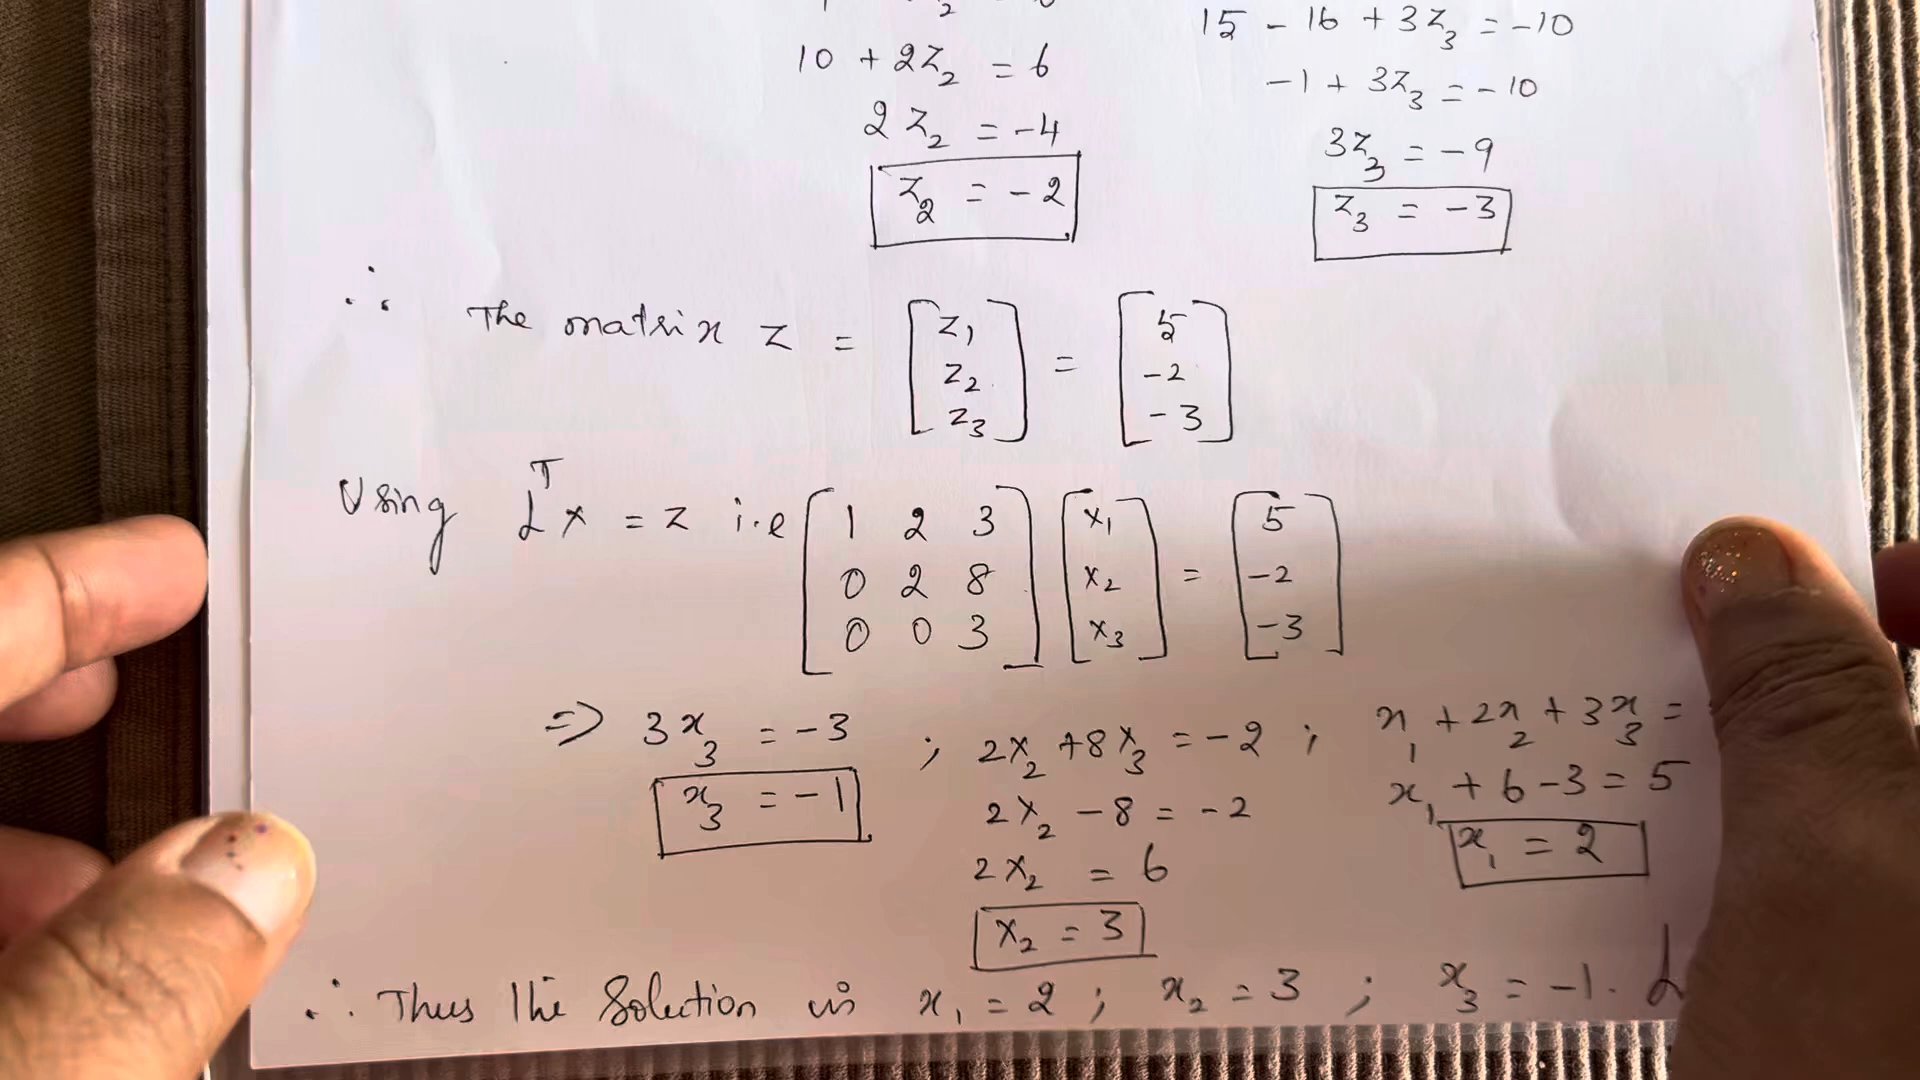 10 + 2z₂ = 6
2z₂ = -4
z₂ = -2
15 - 16 + 3z₃ = -10
-1 + 3z₃ = -10
3z₃ = -9
z₃ = -3
∴ The matrix z = [z₁ z₂ z₃] = [5 -2 -3]
Using Lᵀx = z i.e [1 2 3; 0 2 8; 0 0 3] [x₁ x₂ x₃] = [5 -2 -3]
⇒ 3x₃ = -3 ; 2x₂ + 8x₃ = -2 ; x₁ + 2x₂ + 3x₃ =
x₃ = -1
2x₂ - 8 = -2
2x₂ = 6
x₂ = 3
x₁ + 6 - 3 = 5
x₁ = 2
∴ Thus the Solution is x₁ = 2 ; x₂ = 3 ; x₃ = -1.